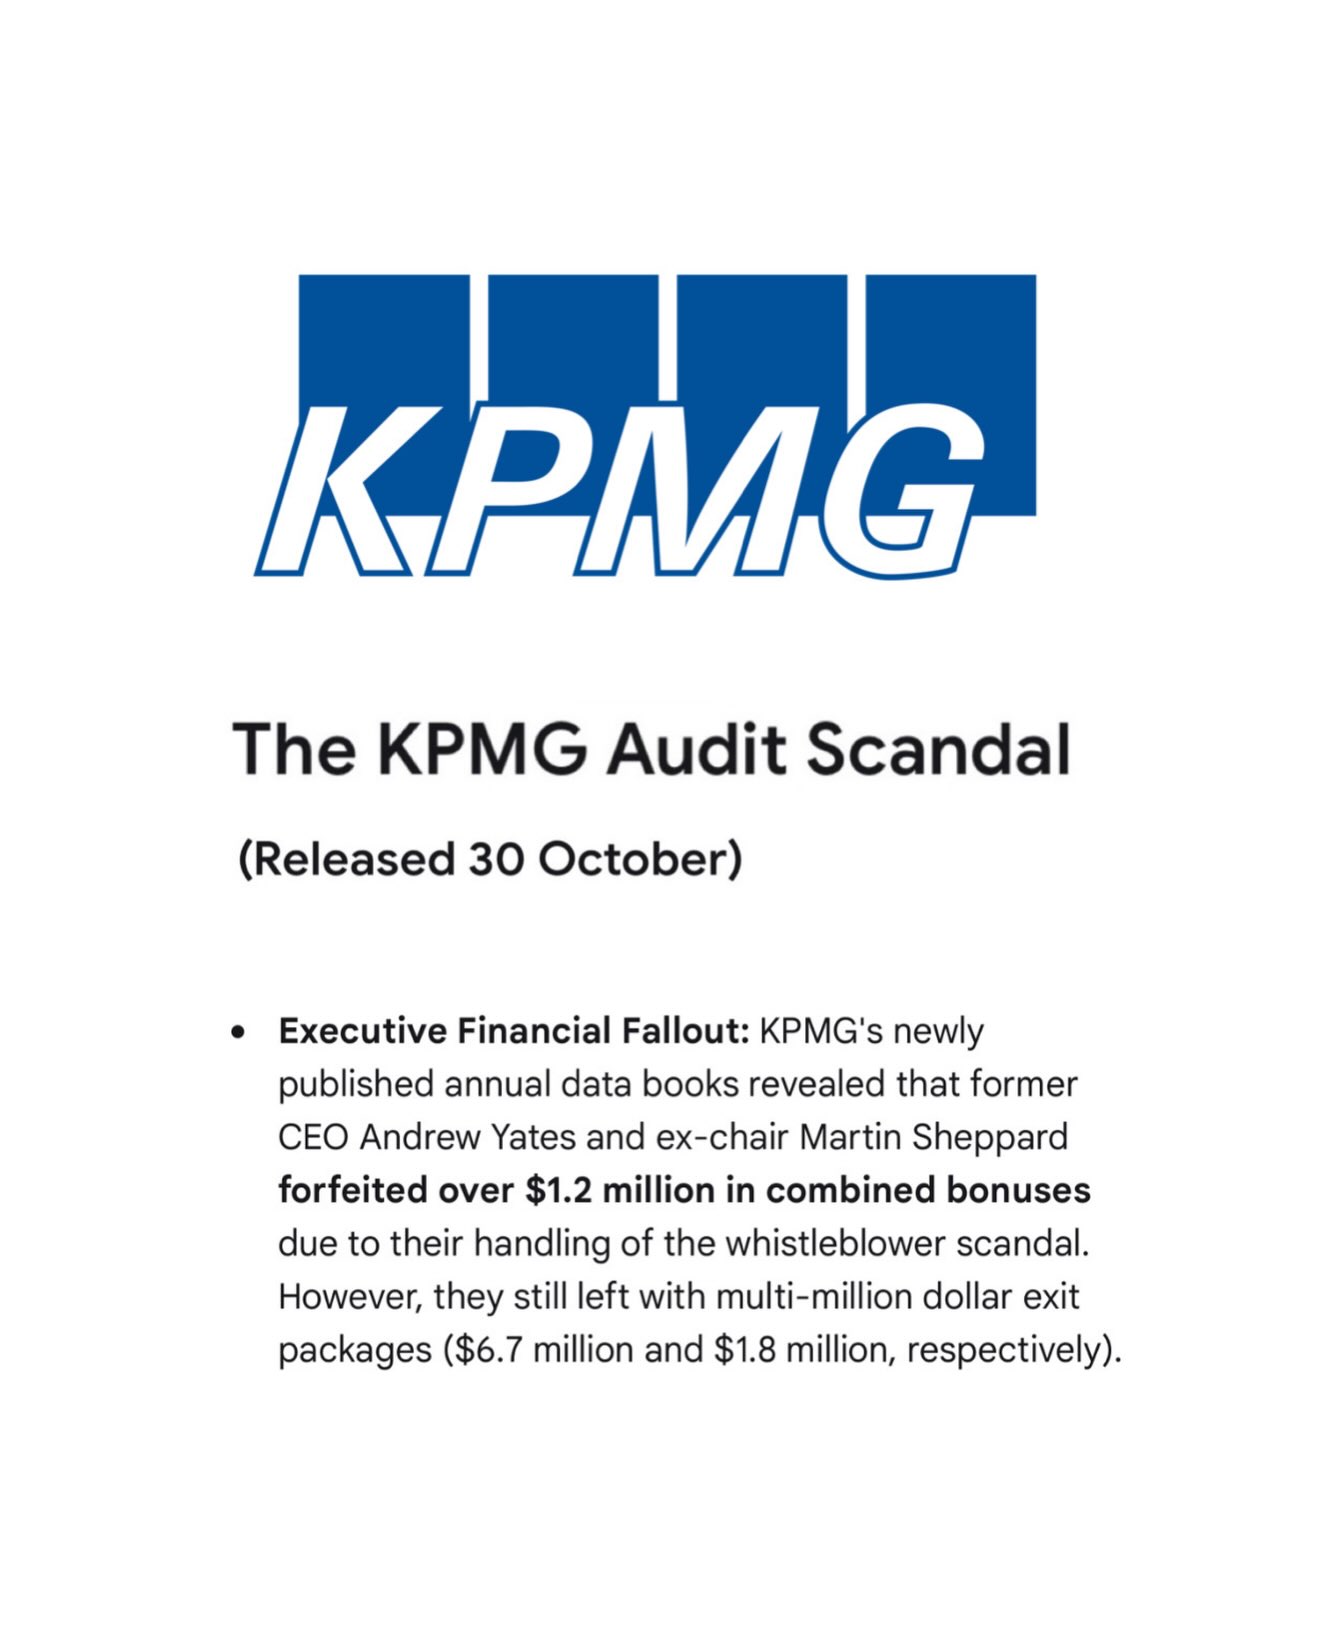 KPMG
The KPMG Audit Scandal
(Released 30 October)
• Executive Financial Fallout: KPMG's newly
published annual data books revealed that former
CEO Andrew Yates and ex-chair Martin Sheppard
forfeited over $1.2 million in combined bonuses
due to their handling of the whistleblower scandal.
However, they still left with multi-million dollar exit
packages ($6.7 million and $1.8 million, respectively).